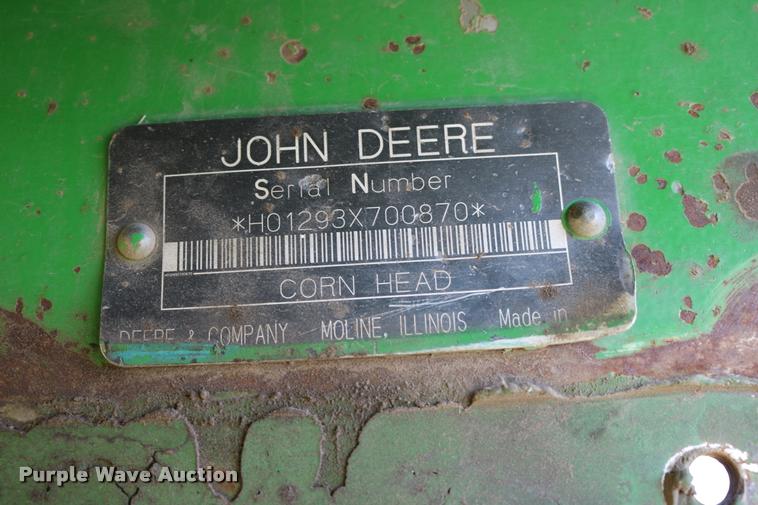 JOHN DEERE
Serial Number
*H01293X700870*
CORN HEAD
DEERE & COMPANY MOLINE, ILLINOIS Made in
Purple Wave Auction